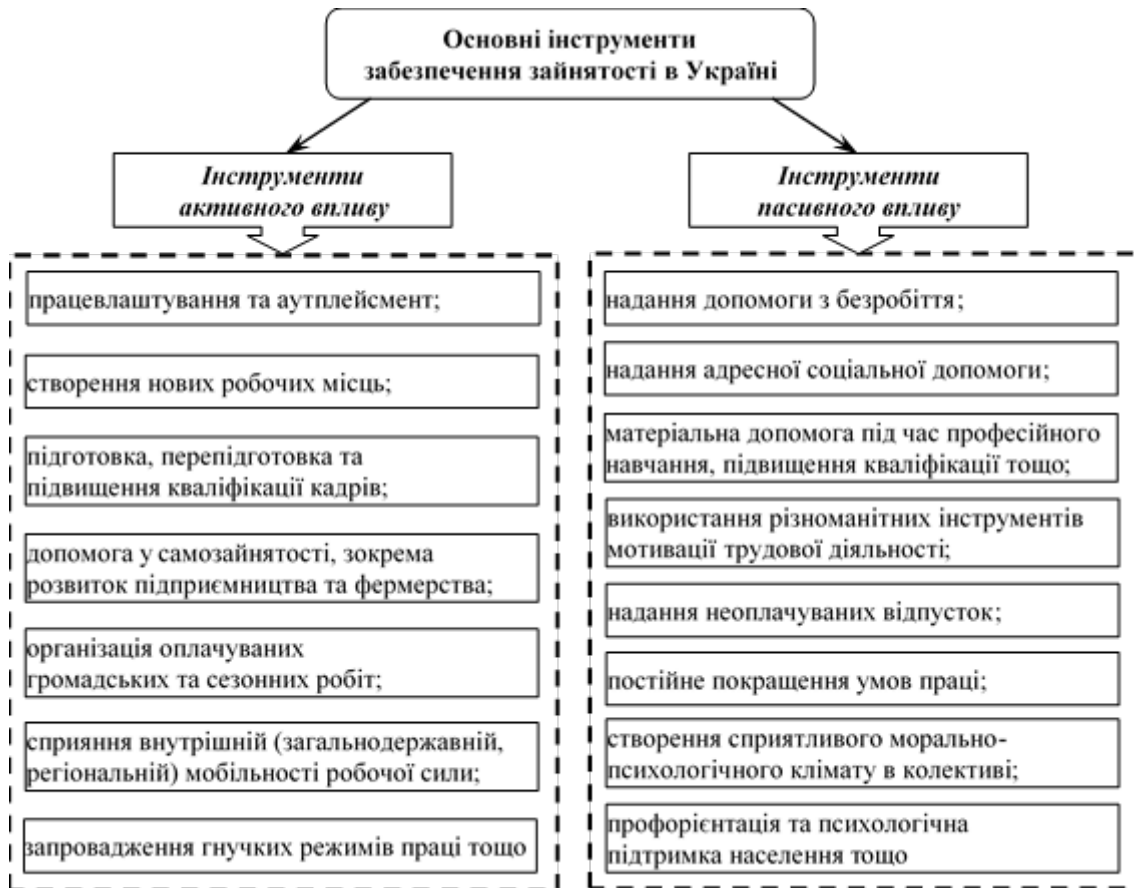 Основні інструменти
забезпечення зайнятості в Україні
Інструменти
активного впливу
працевлаштування та аутплейсмент;
створення нових робочих місць;
підготовка, перепідготовка та
підвищення кваліфікації кадрів;
допомога у самозайнятості, зокрема
розвиток підприємництва та фермерства;
організація оплачуваних
громадських та сезонних робіт;
сприяння внутрішній (загальнодержавній,
регіональній) мобільності робочої сили;
запровадження гнучких режимів праці тощо
Інструменти
пасивного впливу
надання допомоги з безробіття;
надання адресної соціальної допомоги;
матеріальна допомога під час професійного
навчання, підвищення кваліфікації тощо;
використання різноманітних інструментів
мотивації трудової діяльності;
надання неоплачуваних відпусток;
постійне покращення умов праці;
створення сприятливого морально-
психологічного клімату в колективі;
профорієнтація та психологічна
підтримка населення тощо